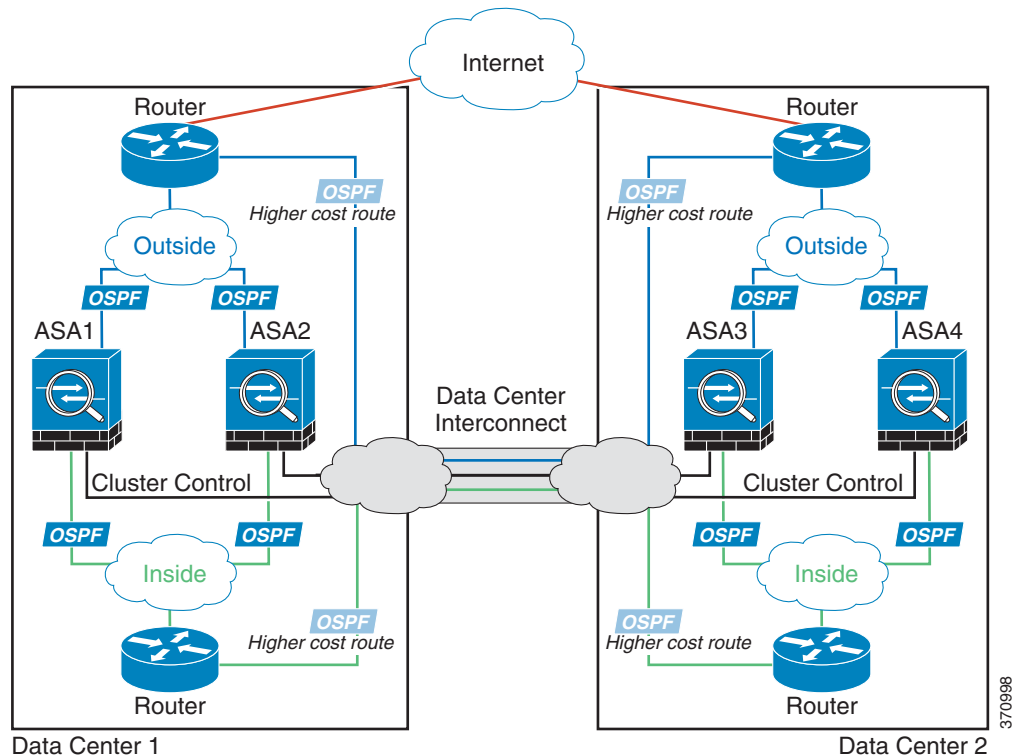 Internet
Router
Router
OSPF
Higher cost route
OSPF
Higher cost route
Outside
Outside
OSPF
OSPF
OSPF
OSPF
ASA1
ASA2
ASA3
ASA4
Data Center
Interconnect
Cluster Control
Cluster Control
OSPF
OSPF
OSPF
OSPF
Inside
Inside
OSPF
Higher cost route
OSPF
Higher cost route
Router
Router
370998
Data Center 1
Data Center 2